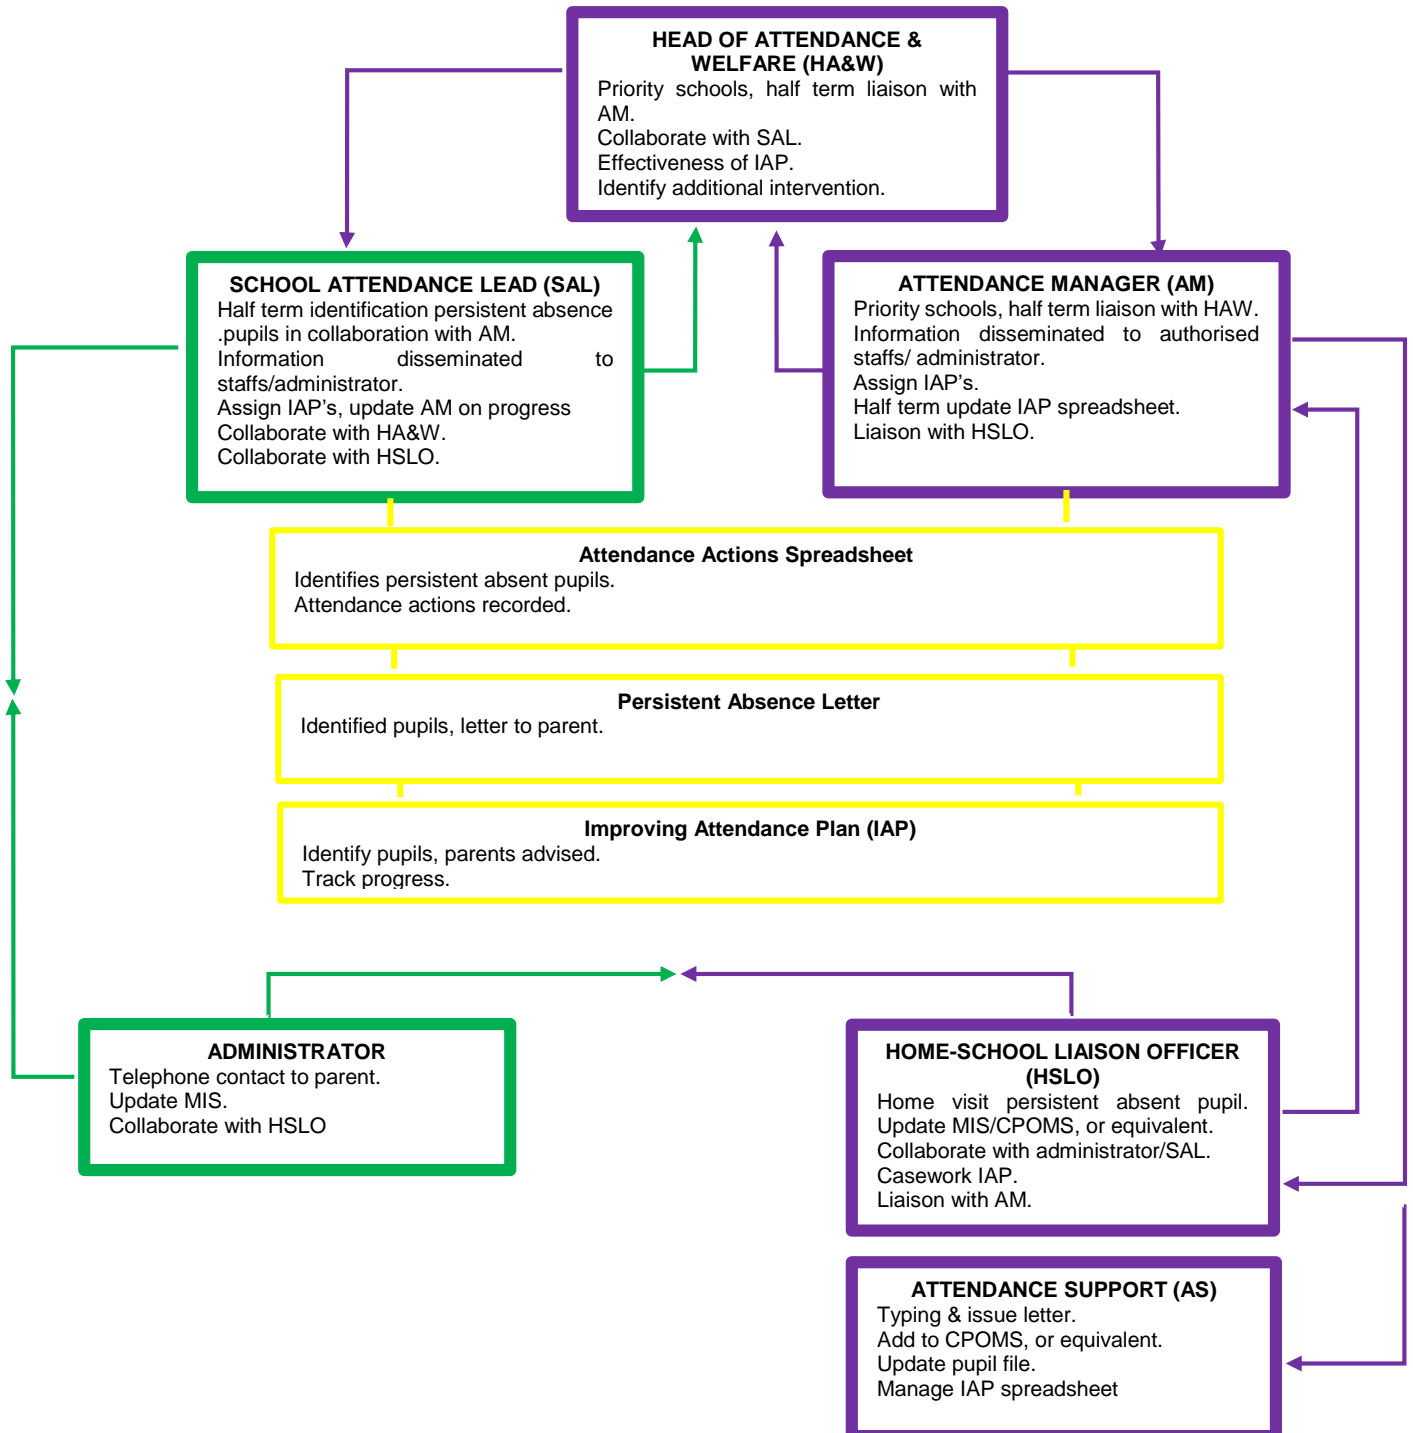 HEAD OF ATTENDANCE &
WELFARE (HA&W)
Priority schools, half term liaison with
AM.
Collaborate with SAL.
Effectiveness of IAP.
Identify additional intervention.
SCHOOL ATTENDANCE LEAD (SAL)
Half term identification persistent absence
.pupils in collaboration with AM.
Information disseminated to
staffs/administrator.
Assign IAP’s, update AM on progress
Collaborate with HA&W.
Collaborate with HSLO.
ATTENDANCE MANAGER (AM)
Priority schools, half term liaison with HAW.
Information disseminated to authorised
staffs/ administrator.
Assign IAP’s.
Half term update IAP spreadsheet.
Liaison with HSLO.
Attendance Actions Spreadsheet
Identifies persistent absent pupils.
Attendance actions recorded.
Persistent Absence Letter
Identified pupils, letter to parent.
Improving Attendance Plan (IAP)
Identify pupils, parents advised.
Track progress.
ADMINISTRATOR
Telephone contact to parent.
Update MIS.
Collaborate with HSLO
HOME-SCHOOL LIAISON OFFICER
(HSLO)
Home visit persistent absent pupil.
Update MIS/CPOMS, or equivalent.
Collaborate with administrator/SAL.
Casework IAP.
Liaison with AM.
ATTENDANCE SUPPORT (AS)
Typing & issue letter.
Add to CPOMS, or equivalent.
Update pupil file.
Manage IAP spreadsheet